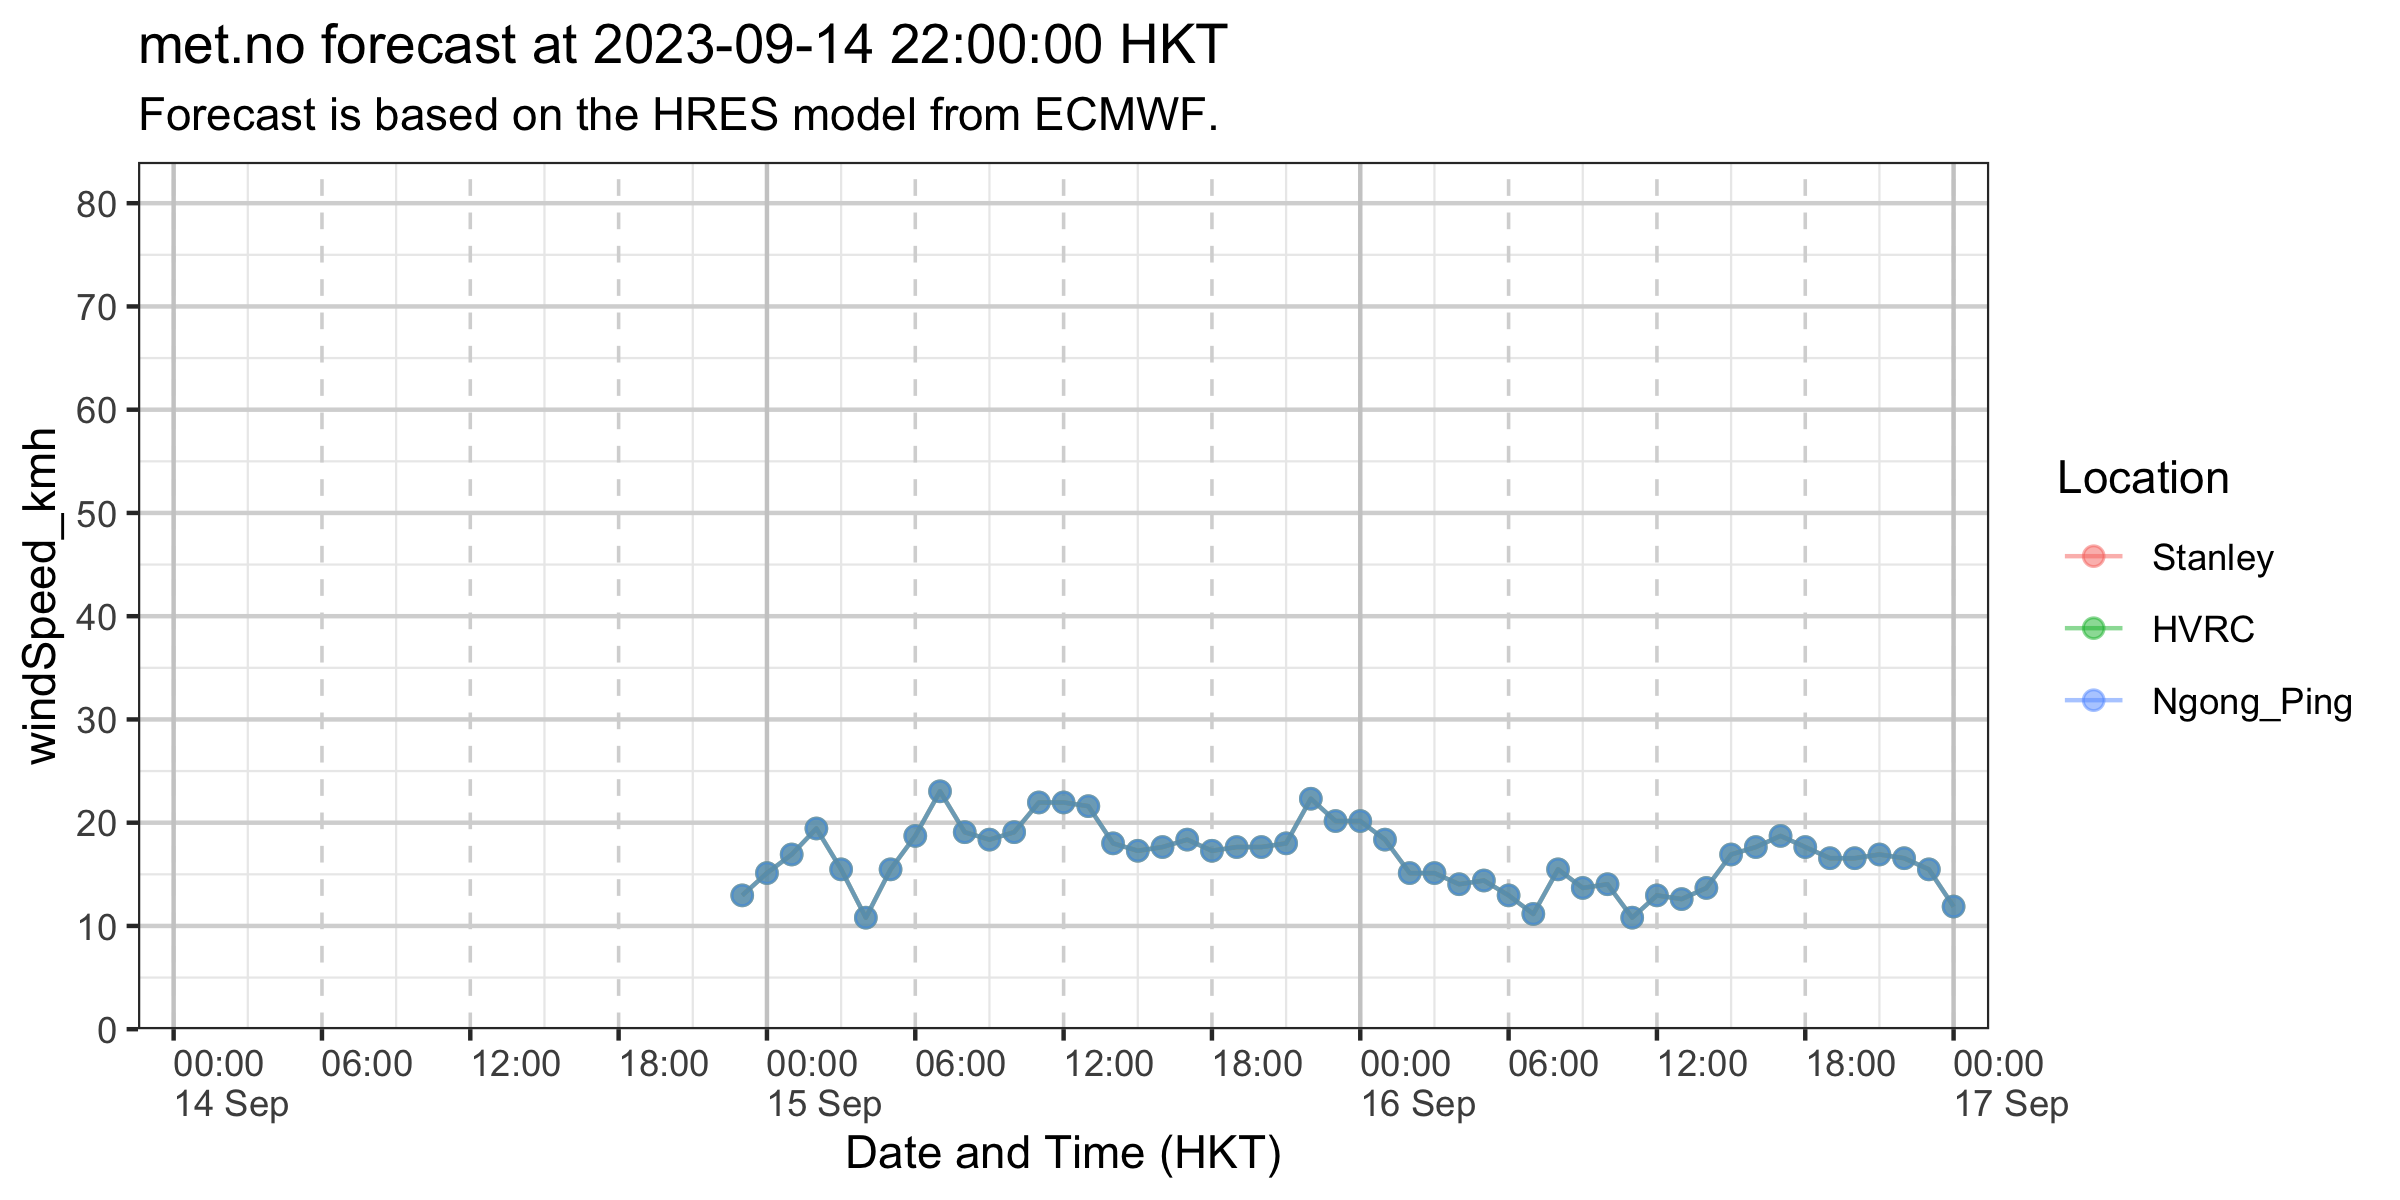 met.no forecast at 2023-09-14 22:00:00 HKT
Forecast is based on the HRES model from ECMWF.
windSpeed_kmh
80
70
60
50
40
30
20
10
0
00:00 06:00 12:00 18:00 00:00 06:00 12:00 18:00 00:00 06:00 12:00 18:00 00:00
14 Sep 15 Sep 16 Sep 17 Sep
Date and Time (HKT)
Location
Stanley
HVRC
Ngong_Ping